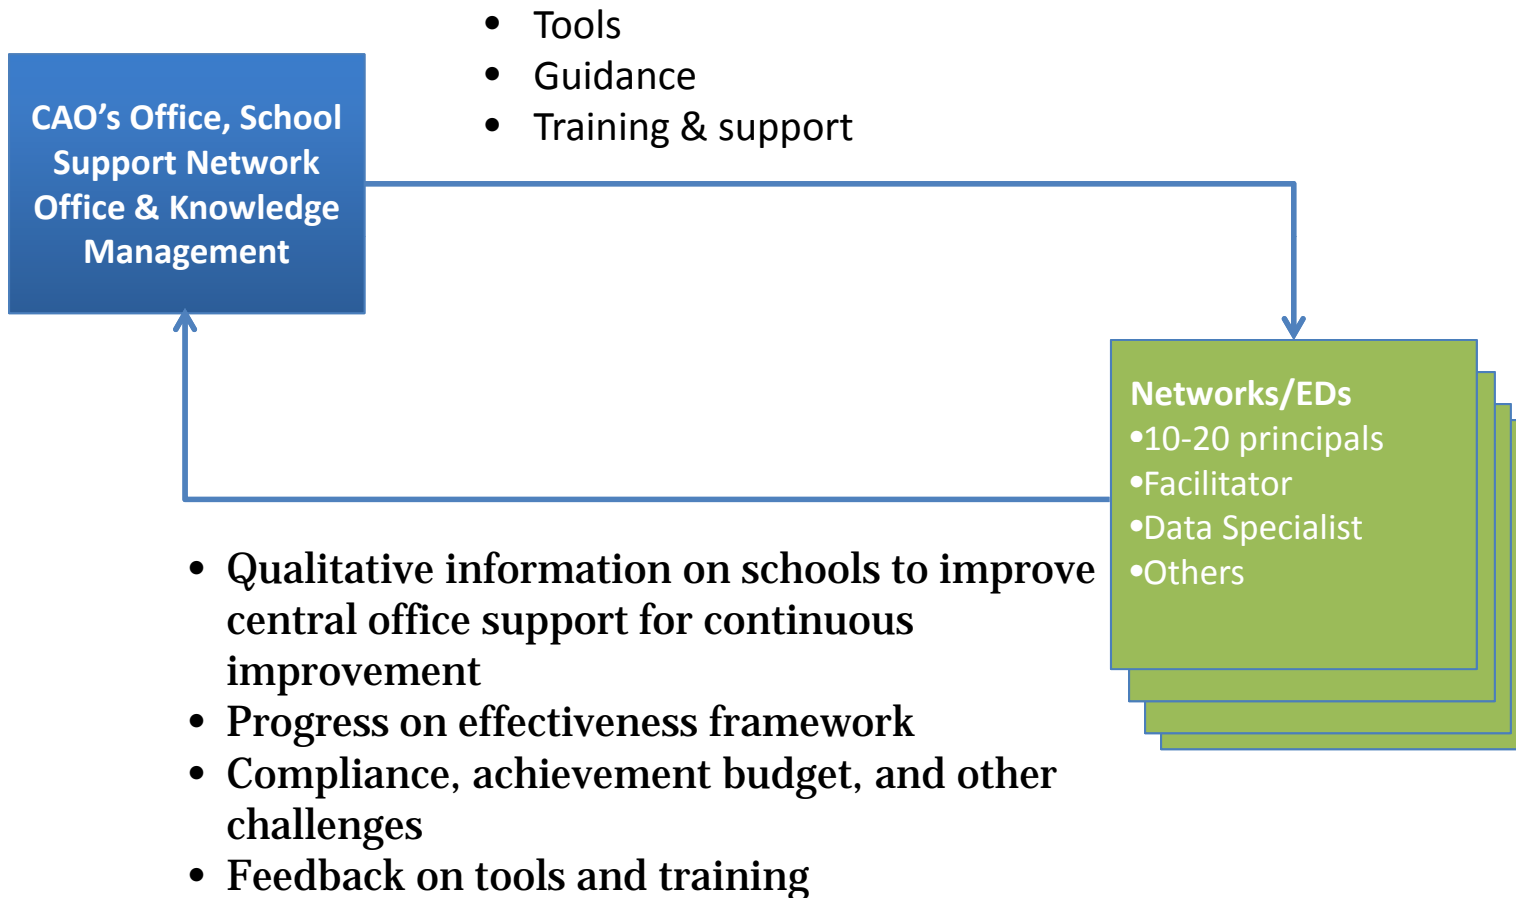 • Tools
• Guidance
• Training & support
CAO’s Office, School
Support Network
Office & Knowledge
Management
Networks/EDs
•10-20 principals
•Facilitator
•Data Specialist
•Others
• Qualitative information on schools to improve
central office support for continuous
improvement
• Progress on effectiveness framework
• Compliance, achievement budget, and other
challenges
• Feedback on tools and training